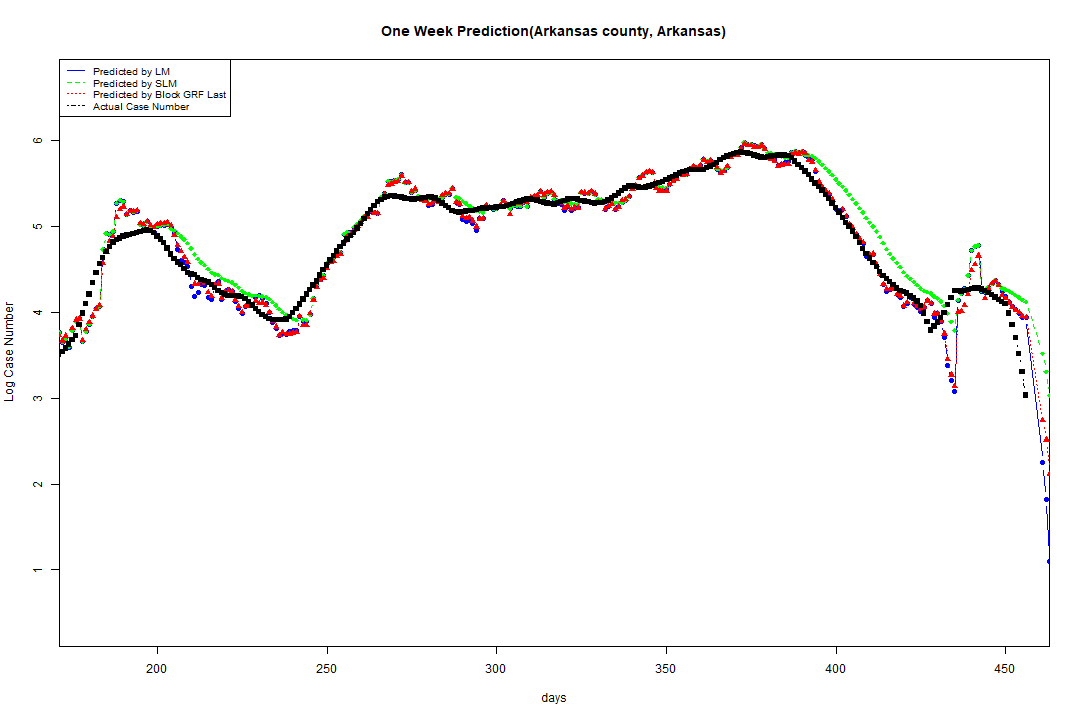 One Week Prediction(Arkansas county, Arkansas)
Predicted by LM
Predicted by SLM
Predicted by Block GRF Last
Actual Case Number
6
5
4
3
2
1
Log Case Number
200 250 300 350 400 450
days